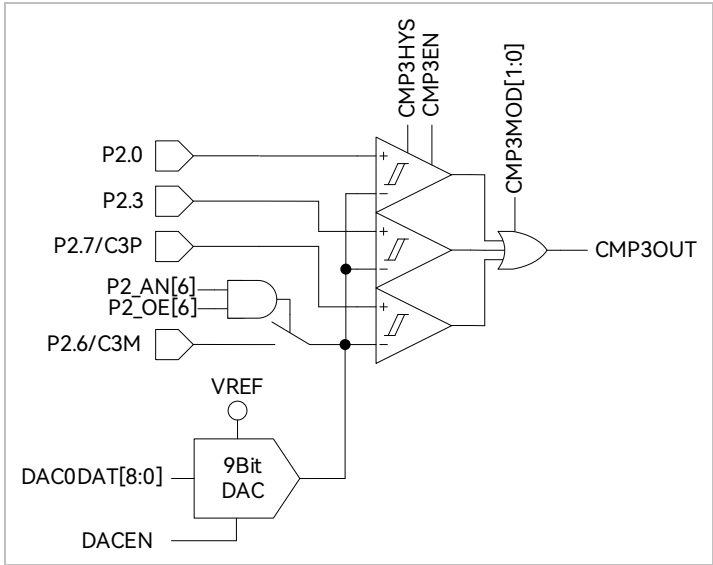 CMP3HYS
CMP3EN
CMP3MOD[1:0]
P2.0
P2.3
P2.7/C3P
P2_AN[6]
P2_OE[6]
P2.6/C3M
+
−
+
−
+
−
CMP3OUT
VREF
DAC0DAT[8:0]
9Bit
DAC
DACEN